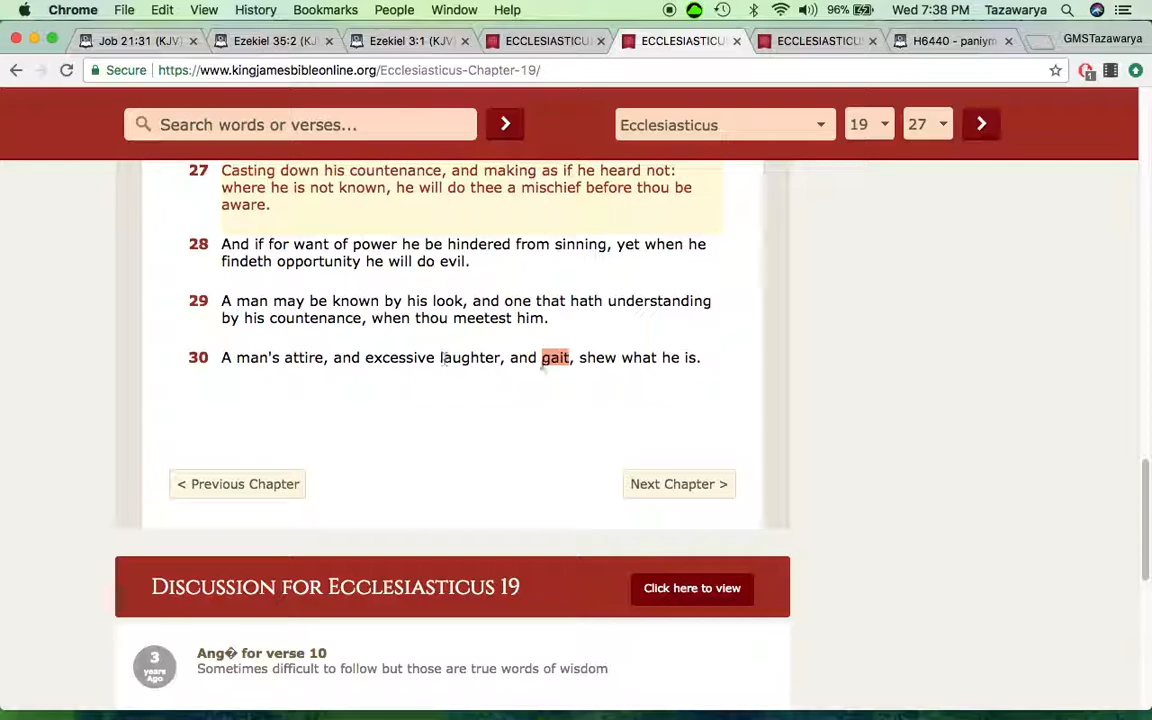 Chrome File Edit View History Bookmarks People Window Help 96% Wed 7:38 PM Tazawarya
Job 21:31 (KJV) Ezekiel 35:2 (KJV) Ezekiel 3:1 (KJV) ECCLESIASTICU ECCLESIASTICU ECCLESIASTICU H6440 - paniym GMSTazawarya
Secure https://www.kingjamesbibleonline.org/Ecclesiasticus-Chapter-19/
Search words or verses... Ecclesiasticus 19 27
27 Casting down his countenance, and making as if he heard not:
where he is not known, he will do thee a mischief before thou be
aware.
28 And if for want of power he be hindered from sinning, yet when he
findeth opportunity he will do evil.
29 A man may be known by his look, and one that hath understanding
by his countenance, when thou meetest him.
30 A man's attire, and excessive laughter, and gait, shew what he is.
< Previous Chapter Next Chapter >
Discussion for Ecclesiasticus 19 Click here to view
3 years Ago
Ang� for verse 10
Sometimes difficult to follow but those are true words of wisdom